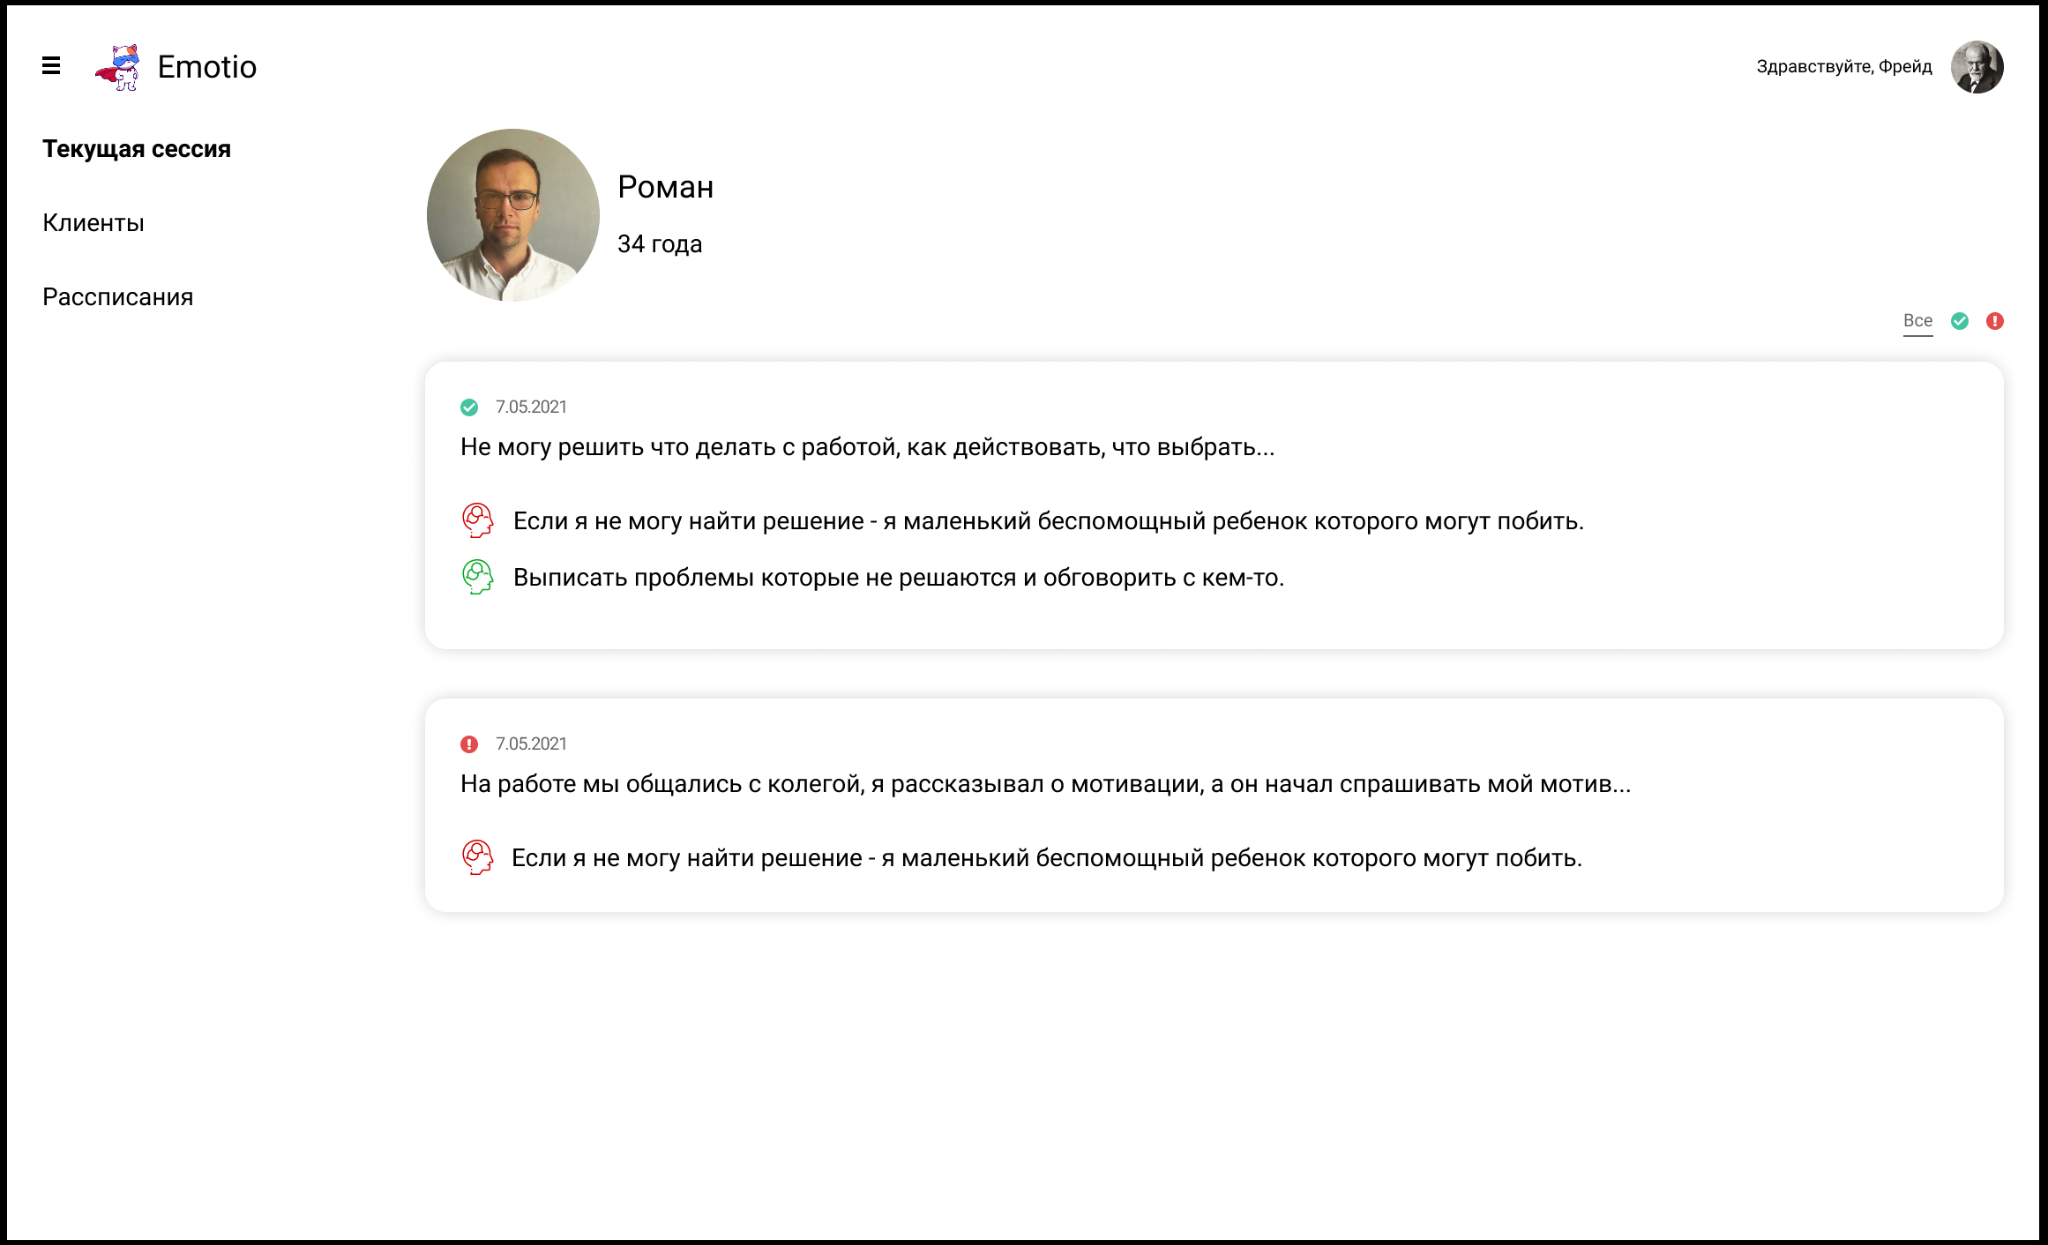 Emotio
Здравствуйте, Фрейд
Текущая сессия
Клиенты
Рассписания
Роман
34 года
Все
7.05.2021
Не могу решить что делать с работой, как действовать, что выбрать...
Если я не могу найти решение - я маленький беспомощный ребенок которого могут побить.
Выписать проблемы которые не решаются и обговорить с кем-то.
7.05.2021
На работе мы общались с колегой, я рассказывал о мотивации, а он начал спрашивать мой мотив...
Если я не могу найти решение - я маленький беспомощный ребенок которого могут побить.